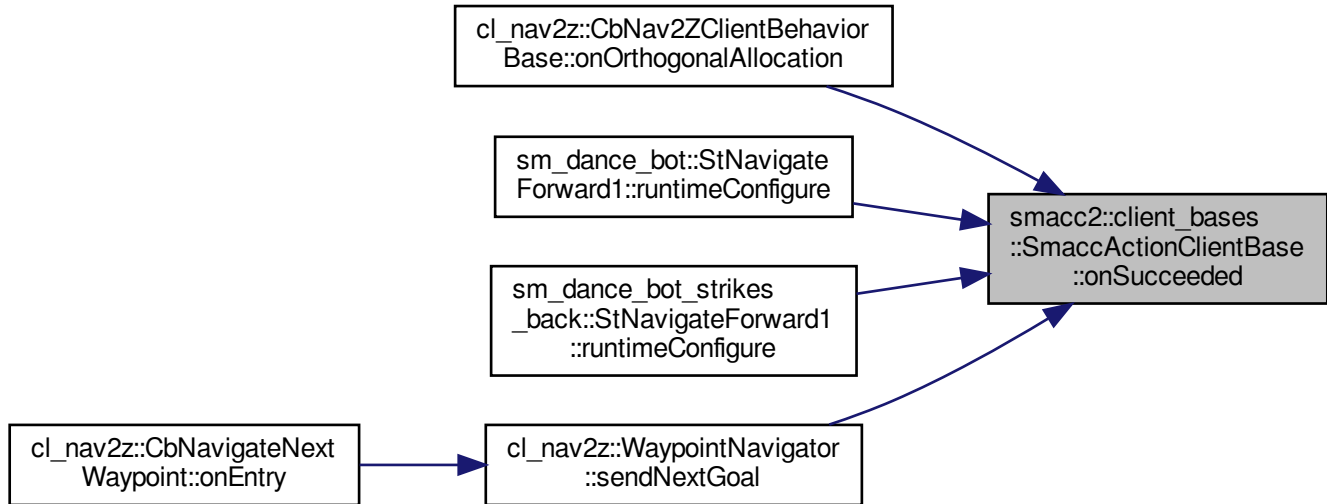 cl_nav2z::CbNav2ZClientBehavior
Base::onOrthogonalAllocation
sm_dance_bot::StNavigate
Forward1::runtimeConfigure
smacc2::client_bases
::SmaccActionClientBase
::onSucceeded
sm_dance_bot_strikes
_back::StNavigateForward1
::runtimeConfigure
cl_nav2z::CbNavigateNext
Waypoint::onEntry
cl_nav2z::WaypointNavigator
::sendNextGoal